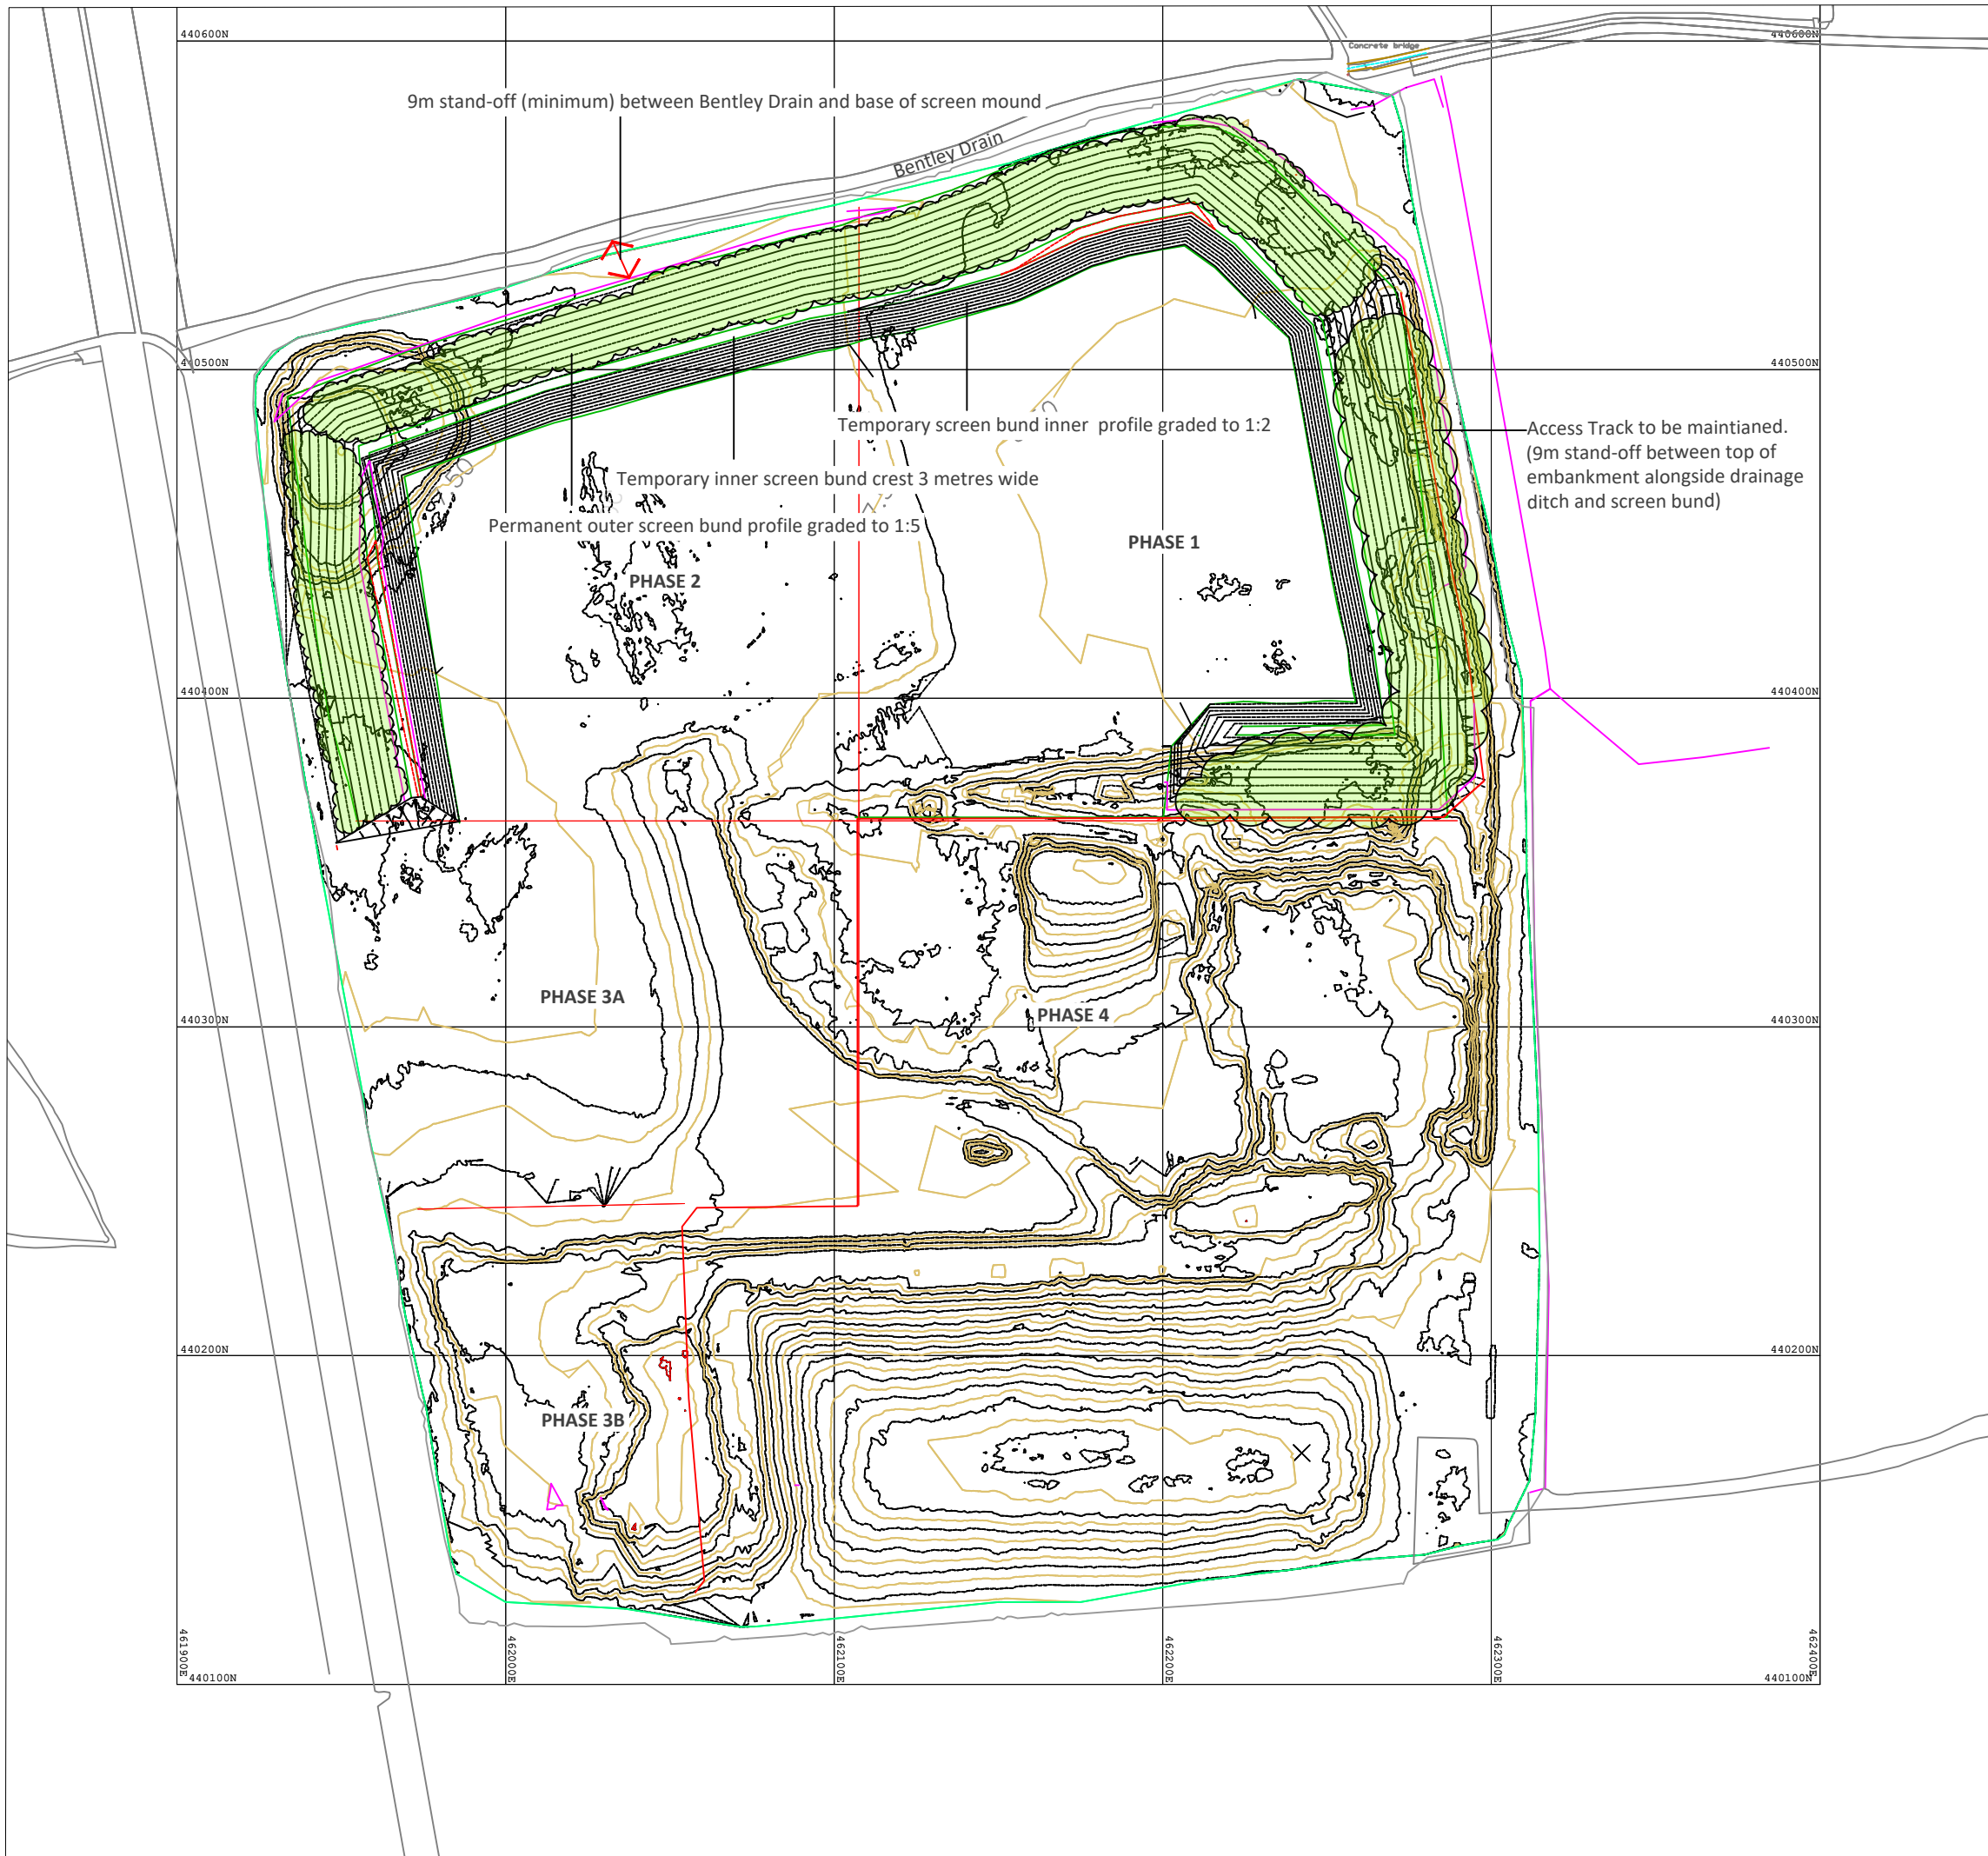 440600N
440600N
Concrete bridge
9m stand-off (minimum) between Bentley Drain and base of screen mound
Bentley Drain
440500N
440500N
Temporary screen bund inner profile graded to 1:2
Access Track to be maintianed.
(9m stand-off between top of
embankment alongside drainage
ditch and screen bund)
Temporary inner screen bund crest 3 metres wide
Permanent outer screen bund profile graded to 1:5
PHASE 1
PHASE 2
440400N
440400N
PHASE 3A
PHASE 4
440300N
440300N
440200N
440200N
PHASE 3B
461900E
462000E
462100E
462200E
462300E
462400E
440100N
440100N